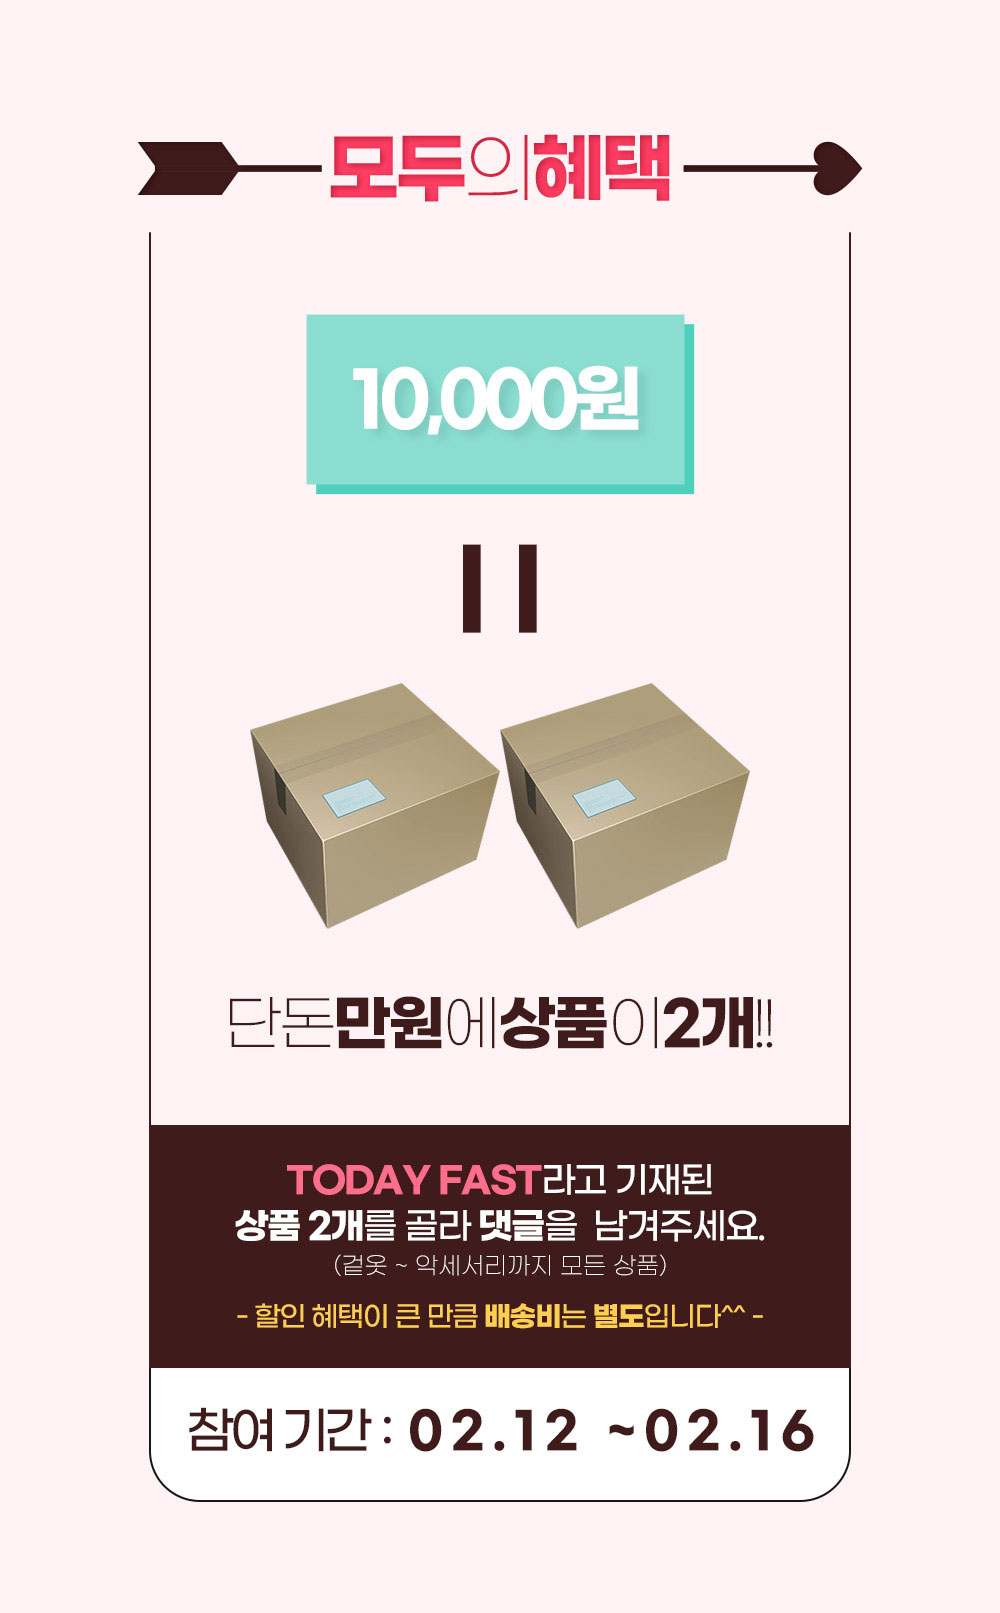 모두의혜택
10,000원
단돈만원에상품이2개!!
TODAY FAST라고 기재된
상품 2개를 골라 댓글을 남겨주세요.
(겉옷 ~ 악세서리까지 모든 상품)
- 할인 혜택이 큰 만큼 배송비는 별도입니다^^ -
참여 기간 : 02.12 ~ 02.16